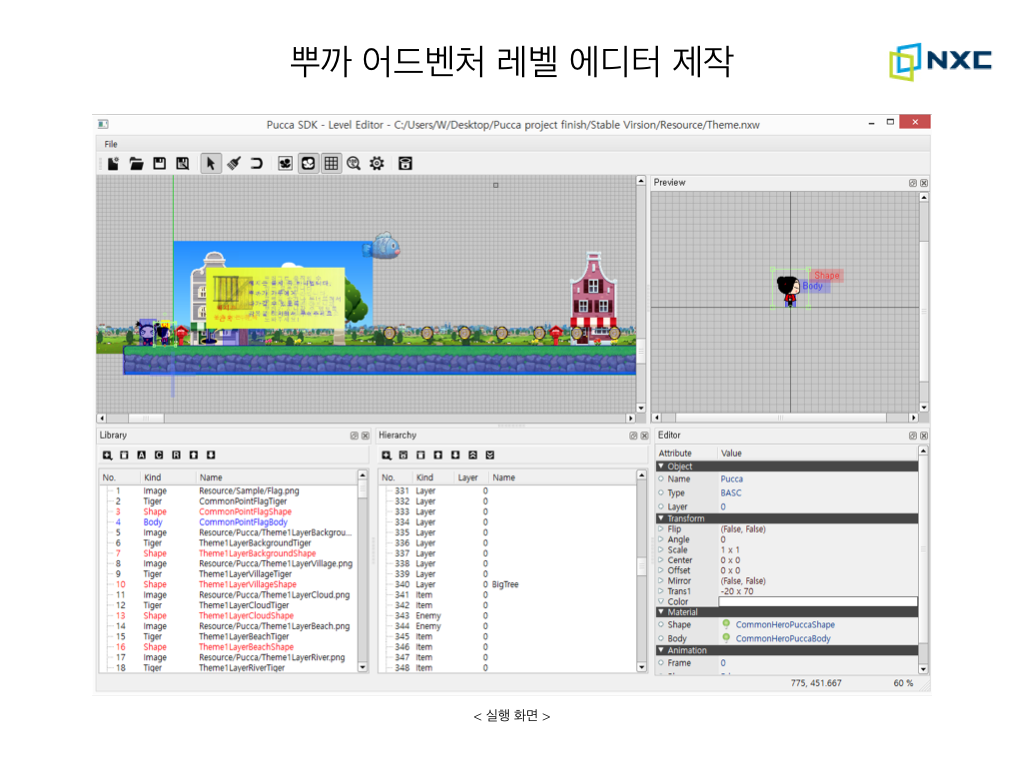 뿌까 어드벤처 레벨 에디터 제작
NXC
Pucca SDK - Level Editor - C:/Users/W/Desktop/Pucca project finish/Stable Virsion/Resource/Theme.nxw
File
Preview
Shape
Body
Library
No. Kind Name
1 Image Resource/Sample/Flag.png
2 Tiger CommonPointFlagTiger
3 Shape CommonPointFlagShape
4 Body CommonPointFlagBody
5 Image Resource/Pucca/Theme1LayerBackgrou...
6 Tiger Theme1LayerBackgroundTiger
7 Shape Theme1LayerBackgroundShape
8 Image Resource/Pucca/Theme1LayerVillage.png
9 Tiger Theme1LayerVillageTiger
10 Shape Theme1LayerVillageShape
11 Image Resource/Pucca/Theme1LayerCloud.png
12 Tiger Theme1LayerCloudTiger
13 Shape Theme1LayerCloudShape
14 Image Resource/Pucca/Theme1LayerBeach.png
15 Tiger Theme1LayerBeachTiger
16 Shape Theme1LayerBeachShape
17 Image Resource/Pucca/Theme1LayerRiver.png
18 Tiger Theme1LayerRiverTiger
Hierarchy
No. Kind Layer Name
331 Layer 0
332 Layer 0
333 Layer 0
334 Layer 0
335 Layer 0
336 Layer 0
337 Layer 0
338 Layer 0
339 Layer 0
340 Layer 0 BigTree
341 Item 0
342 Item 0
343 Enemy 0
344 Enemy 0
345 Item 0
346 Item 0
347 Item 0
348 Item 0
Editor
Attribute Value
Object
Name Pucca
Type BASC
Layer 0
Transform
Flip (False, False)
Angle 0
Scale 1 x 1
Center 0 x 0
Offset 0 x 0
Mirror (False, False)
Trans1 -20 x 70
Color
Material
Shape CommonHeroPuccaShape
Body CommonHeroPuccaBody
Animation
Frame 0
775, 451.667 60 %
< 실행 화면 >